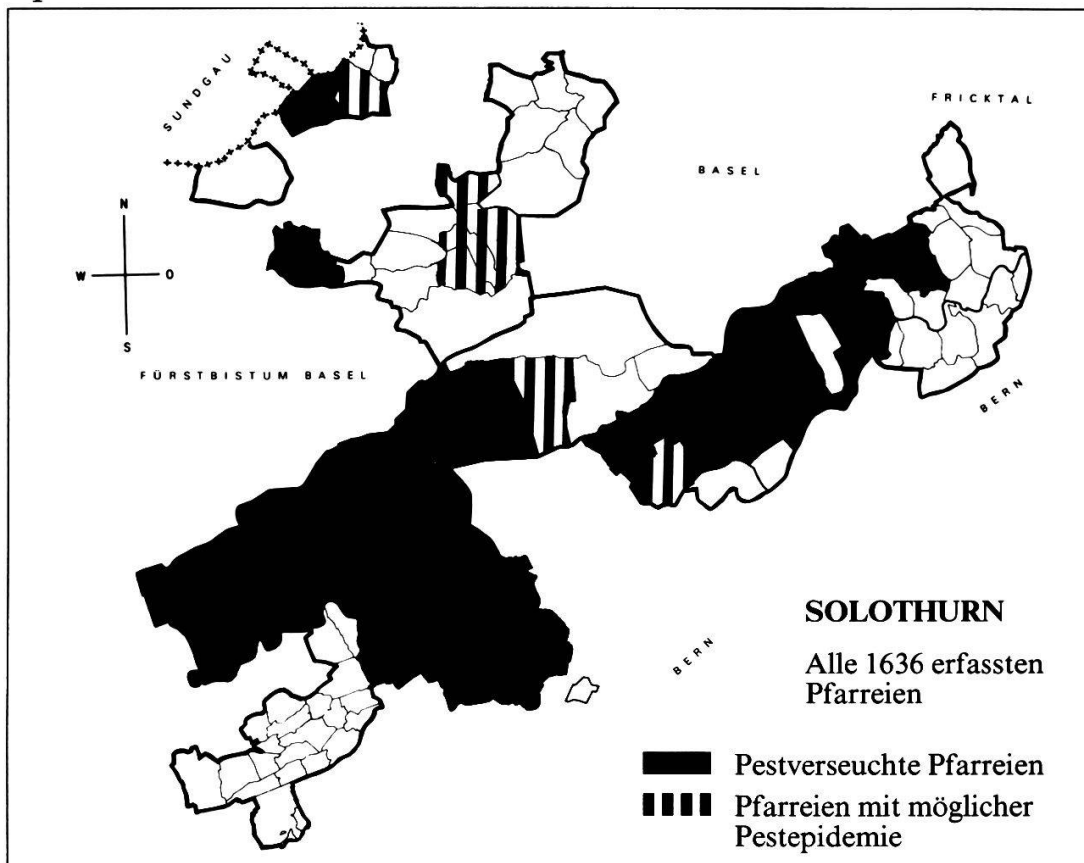 SUNDGAU
FRICKTAL
BASEL
N
W O
S
FÜRSTBISTUM BASEL
BERN
BERN
SOLOTHURN
Alle 1636 erfassten
Pfarreien
Pestverseuchte Pfarreien
Pfarreien mit möglicher
Pestepidemie